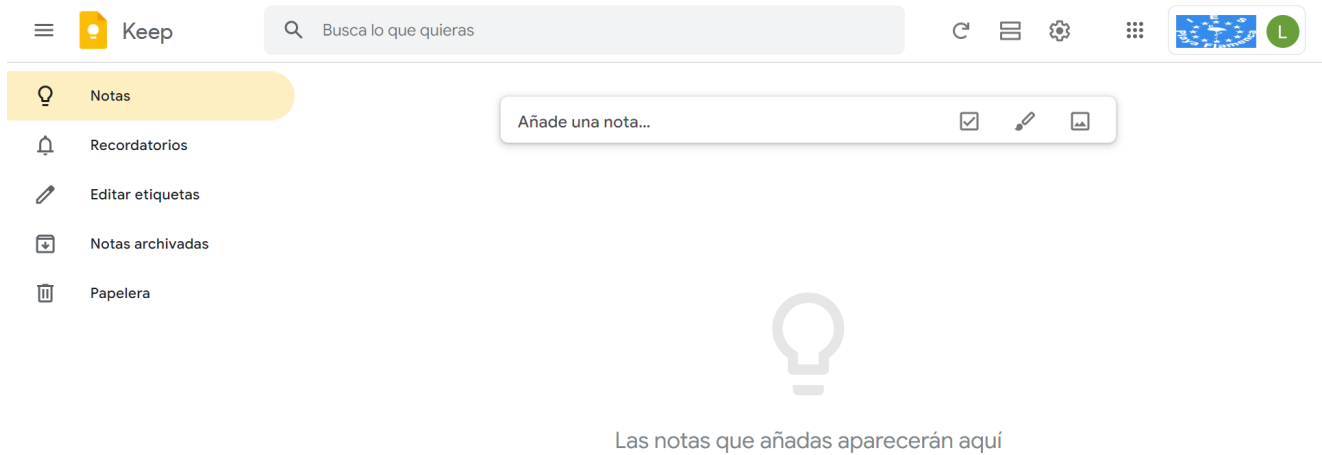 Keep
Busca lo que quieras
L
Notas
Añade una nota...
Recordatorios
Editar etiquetas
Notas archivadas
Papelera
Las notas que añadas aparecerán aquí